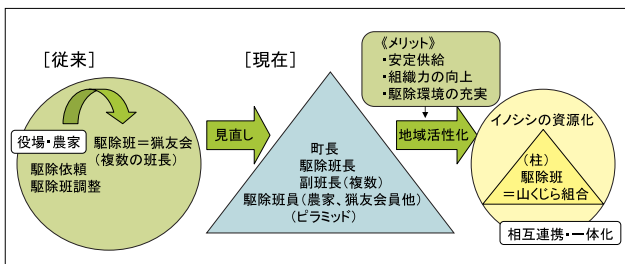 [従来]
役場・農家
駆除班＝猟友会
(複数の班長)
駆除依頼
駆除班調整
見直し
[現在]
町長
駆除班長
副班長(複数)
駆除班員(農家、猟友会員他)
(ピラミッド)
《メリット》
・安定供給
・組織力の向上
・駆除環境の充実
地域活性化
イノシシの資源化
(柱)
駆除班
＝山くじら組合
相互連携・一体化